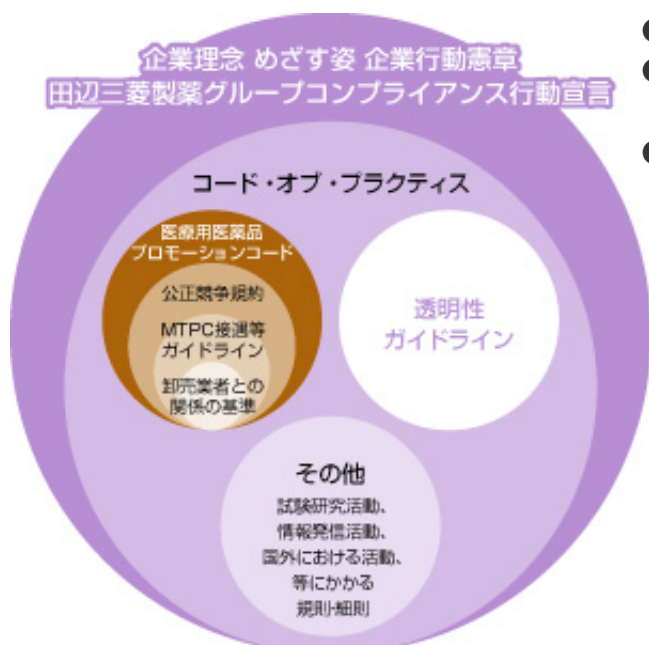 企業理念 めざす姿 企業行動憲章
田辺三菱製薬グループコンプライアンス行動宣言
コード・オブ・プラクティス
医療用医薬品
プロモーションコード
公正競争規約
MTPC接遇等
ガイドライン
卸売業者との
関係の基準
透明性
ガイドライン
その他
試験研究活動、
情報発信活動、
国外における活動、
等にかかる
規則・細則